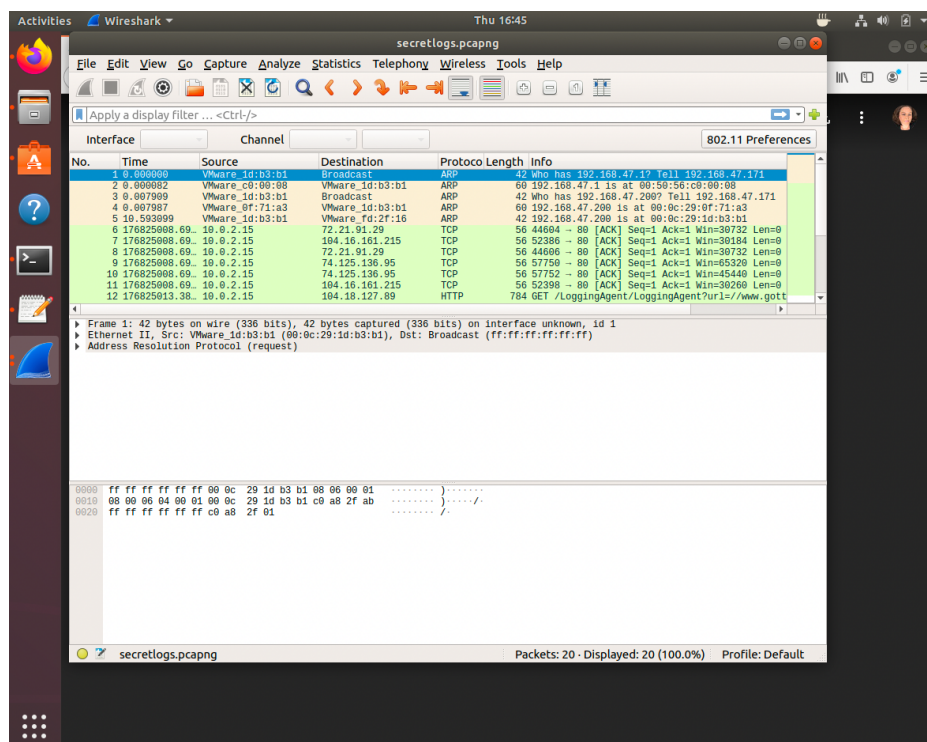 Activities Wireshark Thu 16:45
secretlogs.pcapng
File Edit View Go Capture Analyze Statistics Telephony Wireless Tools Help
Apply a display filter ... <Ctrl-/>
Interface Channel 802.11 Preferences
No. Time Source Destination Protoco Length Info
1 0.000000 VMware_1d:b3:b1 Broadcast ARP 42 Who has 192.168.47.1? Tell 192.168.47.171
2 0.000082 VMware_c0:00:08 VMware_1d:b3:b1 ARP 60 192.168.47.1 is at 00:50:56:c0:00:08
3 0.007909 VMware_1d:b3:b1 Broadcast ARP 42 Who has 192.168.47.200? Tell 192.168.47.171
4 0.007987 VMware_0f:71:a3 VMware_1d:b3:b1 ARP 60 192.168.47.200 is at 00:0c:29:0f:71:a3
5 10.593099 VMware_1d:b3:b1 VMware_fd:2f:16 ARP 42 192.168.47.200 is at 00:0c:29:1d:b3:b1
6 176825008.69… 10.0.2.15 72.21.91.29 TCP 56 44604 → 80 [ACK] Seq=1 Ack=1 Win=30732 Len=0
7 176825008.69… 10.0.2.15 104.16.161.215 TCP 56 52386 → 80 [ACK] Seq=1 Ack=1 Win=30184 Len=0
8 176825008.69… 10.0.2.15 72.21.91.29 TCP 56 44606 → 80 [ACK] Seq=1 Ack=1 Win=30732 Len=0
9 176825008.69… 10.0.2.15 74.125.136.95 TCP 56 57750 → 80 [ACK] Seq=1 Ack=1 Win=65320 Len=0
10 176825008.69… 10.0.2.15 74.125.136.95 TCP 56 57752 → 80 [ACK] Seq=1 Ack=1 Win=45440 Len=0
11 176825008.69… 10.0.2.15 104.16.161.215 TCP 56 52398 → 80 [ACK] Seq=1 Ack=1 Win=30260 Len=0
12 176825013.38… 10.0.2.15 104.18.127.89 HTTP 784 GET /LoggingAgent/LoggingAgent?url=//www.gott
Frame 1: 42 bytes on wire (336 bits), 42 bytes captured (336 bits) on interface unknown, id 1
Ethernet II, Src: VMware_1d:b3:b1 (00:0c:29:1d:b3:b1), Dst: Broadcast (ff:ff:ff:ff:ff:ff)
Address Resolution Protocol (request)
0000 ff ff ff ff ff ff 00 0c 29 1d b3 b1 08 06 00 01 ········ )·······
0010 08 00 06 04 00 01 00 0c 29 1d b3 b1 c0 a8 2f ab ········ )·····/·
0020 ff ff ff ff ff ff c0 a8 2f 01 ········ /·
secretlogs.pcapng Packets: 20 · Displayed: 20 (100.0%) Profile: Default